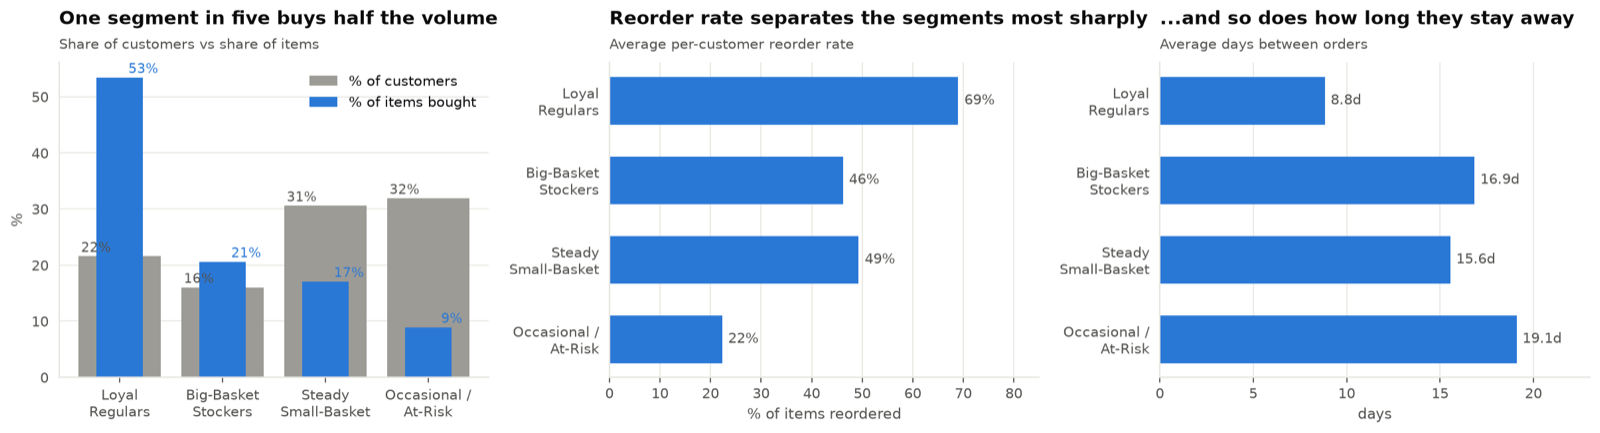 One segment in five buys half the volume
Share of customers vs share of items
% of customers
% of items bought
53%
22%
21%
16%
31%
17%
32%
9%
%
50
40
30
20
10
0
Loyal
Regulars
Big-Basket
Stockers
Steady
Small-Basket
Occasional /
At-Risk
Reorder rate separates the segments most sharply
Average per-customer reorder rate
Loyal
Regulars
69%
Big-Basket
Stockers
46%
Steady
Small-Basket
49%
Occasional /
At-Risk
22%
0 10 20 30 40 50 60 70 80
% of items reordered
...and so does how long they stay away
Average days between orders
Loyal
Regulars
8.8d
Big-Basket
Stockers
16.9d
Steady
Small-Basket
15.6d
Occasional /
At-Risk
19.1d
0 5 10 15 20
days